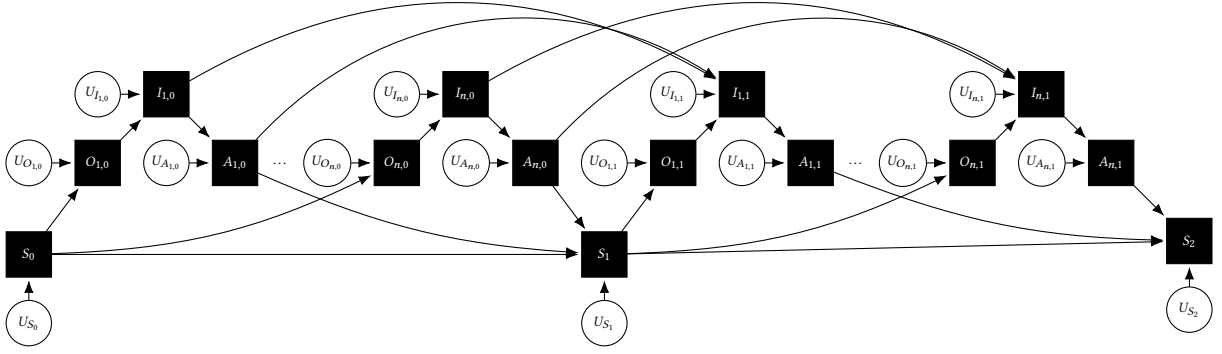 U_{I_{1,0}} I_{1,0} U_{I_{n,0}} I_{n,0} U_{I_{1,1}} I_{1,1} U_{I_{n,1}} I_{n,1}
U_{O_{1,0}} O_{1,0} U_{A_{1,0}} A_{1,0} ... U_{O_{n,0}} O_{n,0} U_{A_{n,0}} A_{n,0} U_{O_{1,1}} O_{1,1} U_{A_{1,1}} A_{1,1} ... U_{O_{n,1}} O_{n,1} U_{A_{n,1}} A_{n,1}
S_0 S_1 S_2
U_{S_0} U_{S_1} U_{S_2}